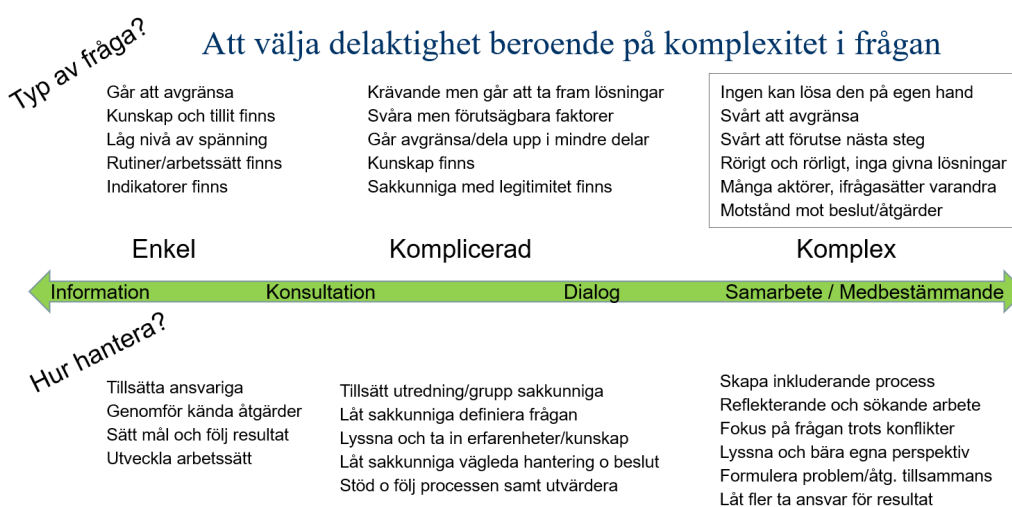 Typ av fråga?
Att välja delaktighet beroende på komplexitet i frågan
Går att avgränsa
Kunskap och tillit finns
Låg nivå av spänning
Rutiner/arbetssätt finns
Indikatorer finns
Krävande men går att ta fram lösningar
Svåra men förutsägbara faktorer
Går avgränsa/dela upp i mindre delar
Kunskap finns
Sakkunniga med legitimitet finns
Ingen kan lösa den på egen hand
Svårt att avgränsa
Svårt att förutse nästa steg
Rörigt och rörligt, inga givna lösningar
Många aktörer, ifrågasätter varandra
Motstånd mot beslut/åtgärder
Enkel
Komplicerad
Komplex
Information
Konsultation
Dialog
Samarbete / Medbestämmande
Hur hantera?
Tillsätta ansvariga
Genomför kända åtgärder
Sätt mål och följ resultat
Utveckla arbetssätt
Tillsätt utredning/grupp sakkunniga
Låt sakkunniga definiera frågan
Lyssna och ta in erfarenheter/kunskap
Låt sakkunniga vägleda hantering o beslut
Stöd o följ processen samt utvärdera
Skapa inkluderande process
Reflekterande och sökande arbete
Fokus på frågan trots konflikter
Lyssna och bära egna perspektiv
Formulera problem/åtg. tillsammans
Låt fler ta ansvar för resultat